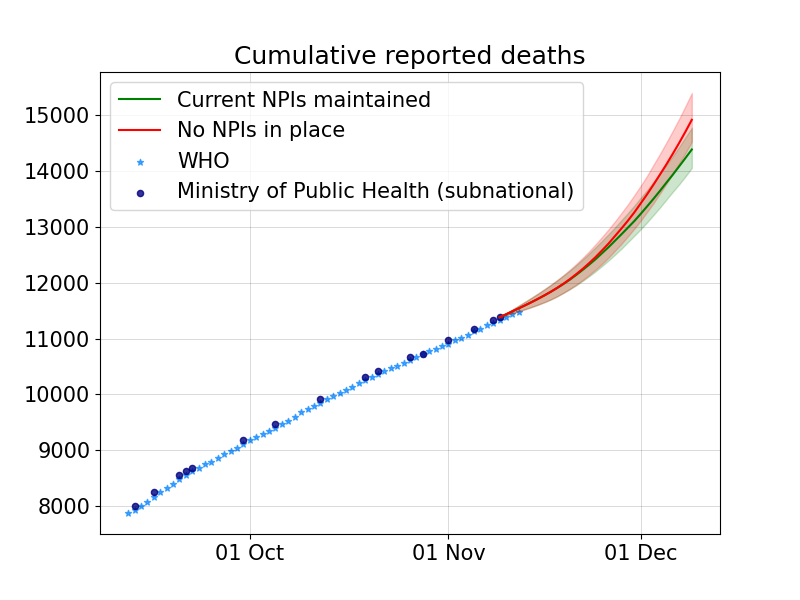 Cumulative reported deaths
Current NPIs maintained
No NPIs in place
WHO
Ministry of Public Health (subnational)
15000
14000
13000
12000
11000
10000
9000
8000
01 Oct
01 Nov
01 Dec